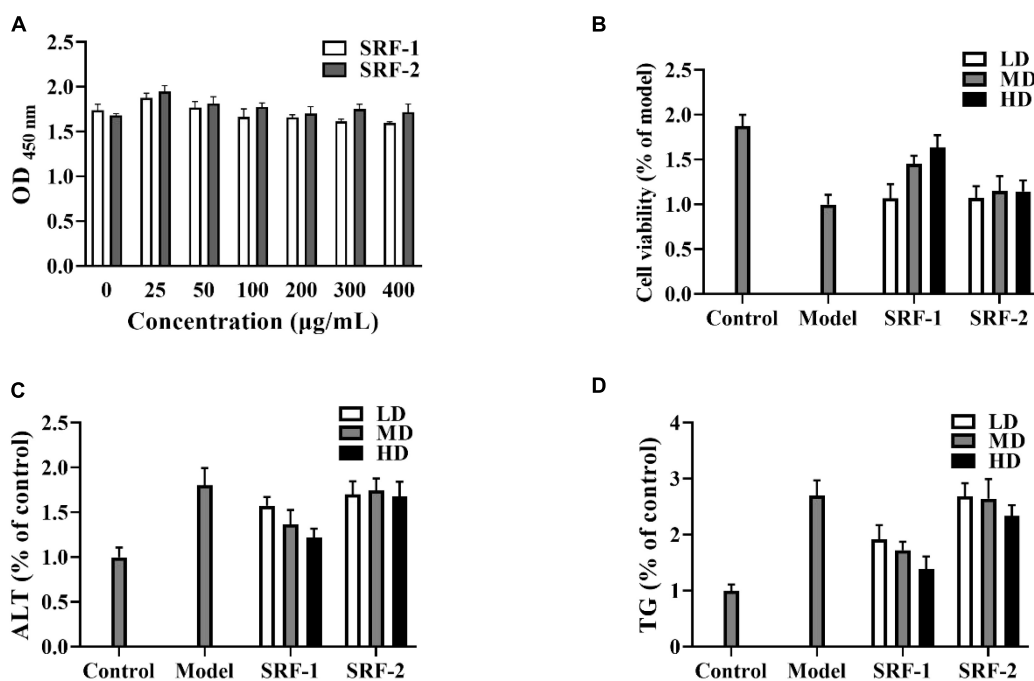 A
2.5
2.0
1.5
1.0
0.5
0.0
OD 450 nm
SRF-1
SRF-2
0 25 50 100 200 300 400
Concentration (μg/mL)
B
2.5
2.0
1.5
1.0
0.5
0.0
Cell viability (% of model)
LD
MD
HD
Control Model SRF-1 SRF-2
C
2.5
2.0
1.5
1.0
0.5
0.0
ALT (% of control)
LD
MD
HD
Control Model SRF-1 SRF-2
D
4
3
2
1
0
TG (% of control)
LD
MD
HD
Control Model SRF-1 SRF-2